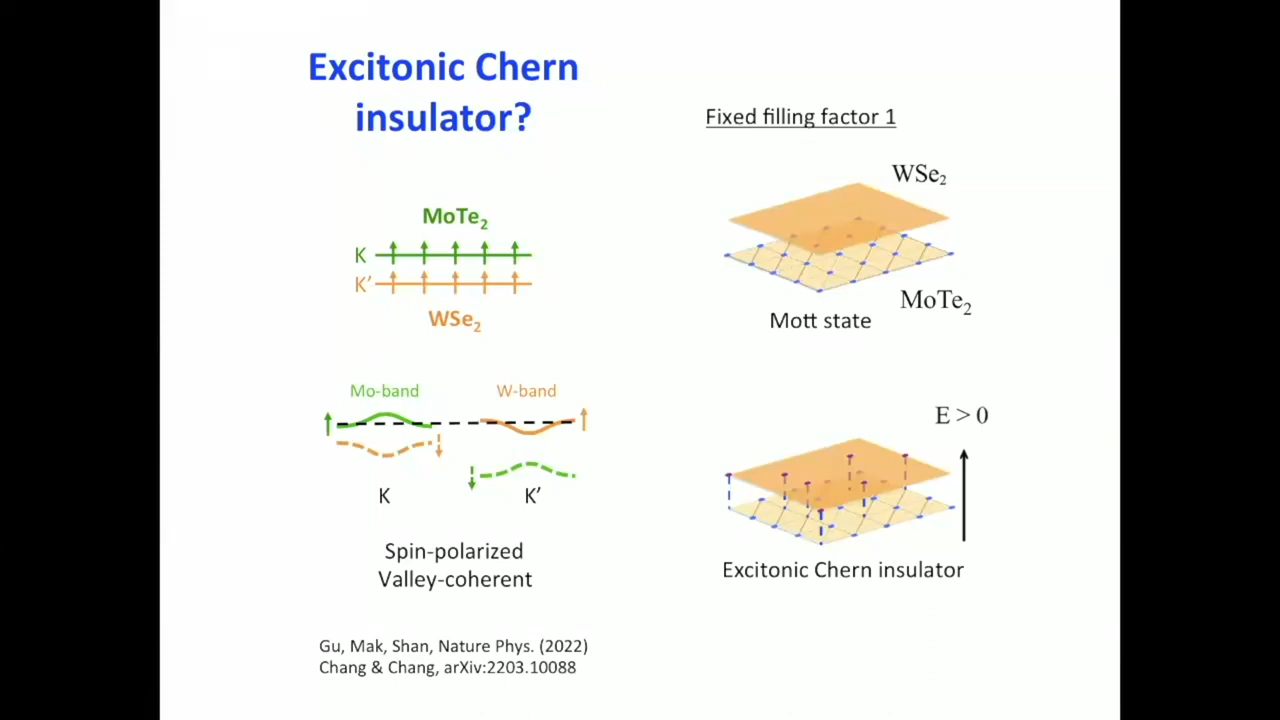 Excitonic Chern
insulator?
MoTe2
K
K'
WSe2
Mo-band
W-band
K
K'
Spin-polarized
Valley-coherent
Gu, Mak, Shan, Nature Phys. (2022)
Chang & Chang, arXiv:2203.10088
Fixed filling factor 1
WSe2
MoTe2
Mott state
E > 0
Excitonic Chern insulator